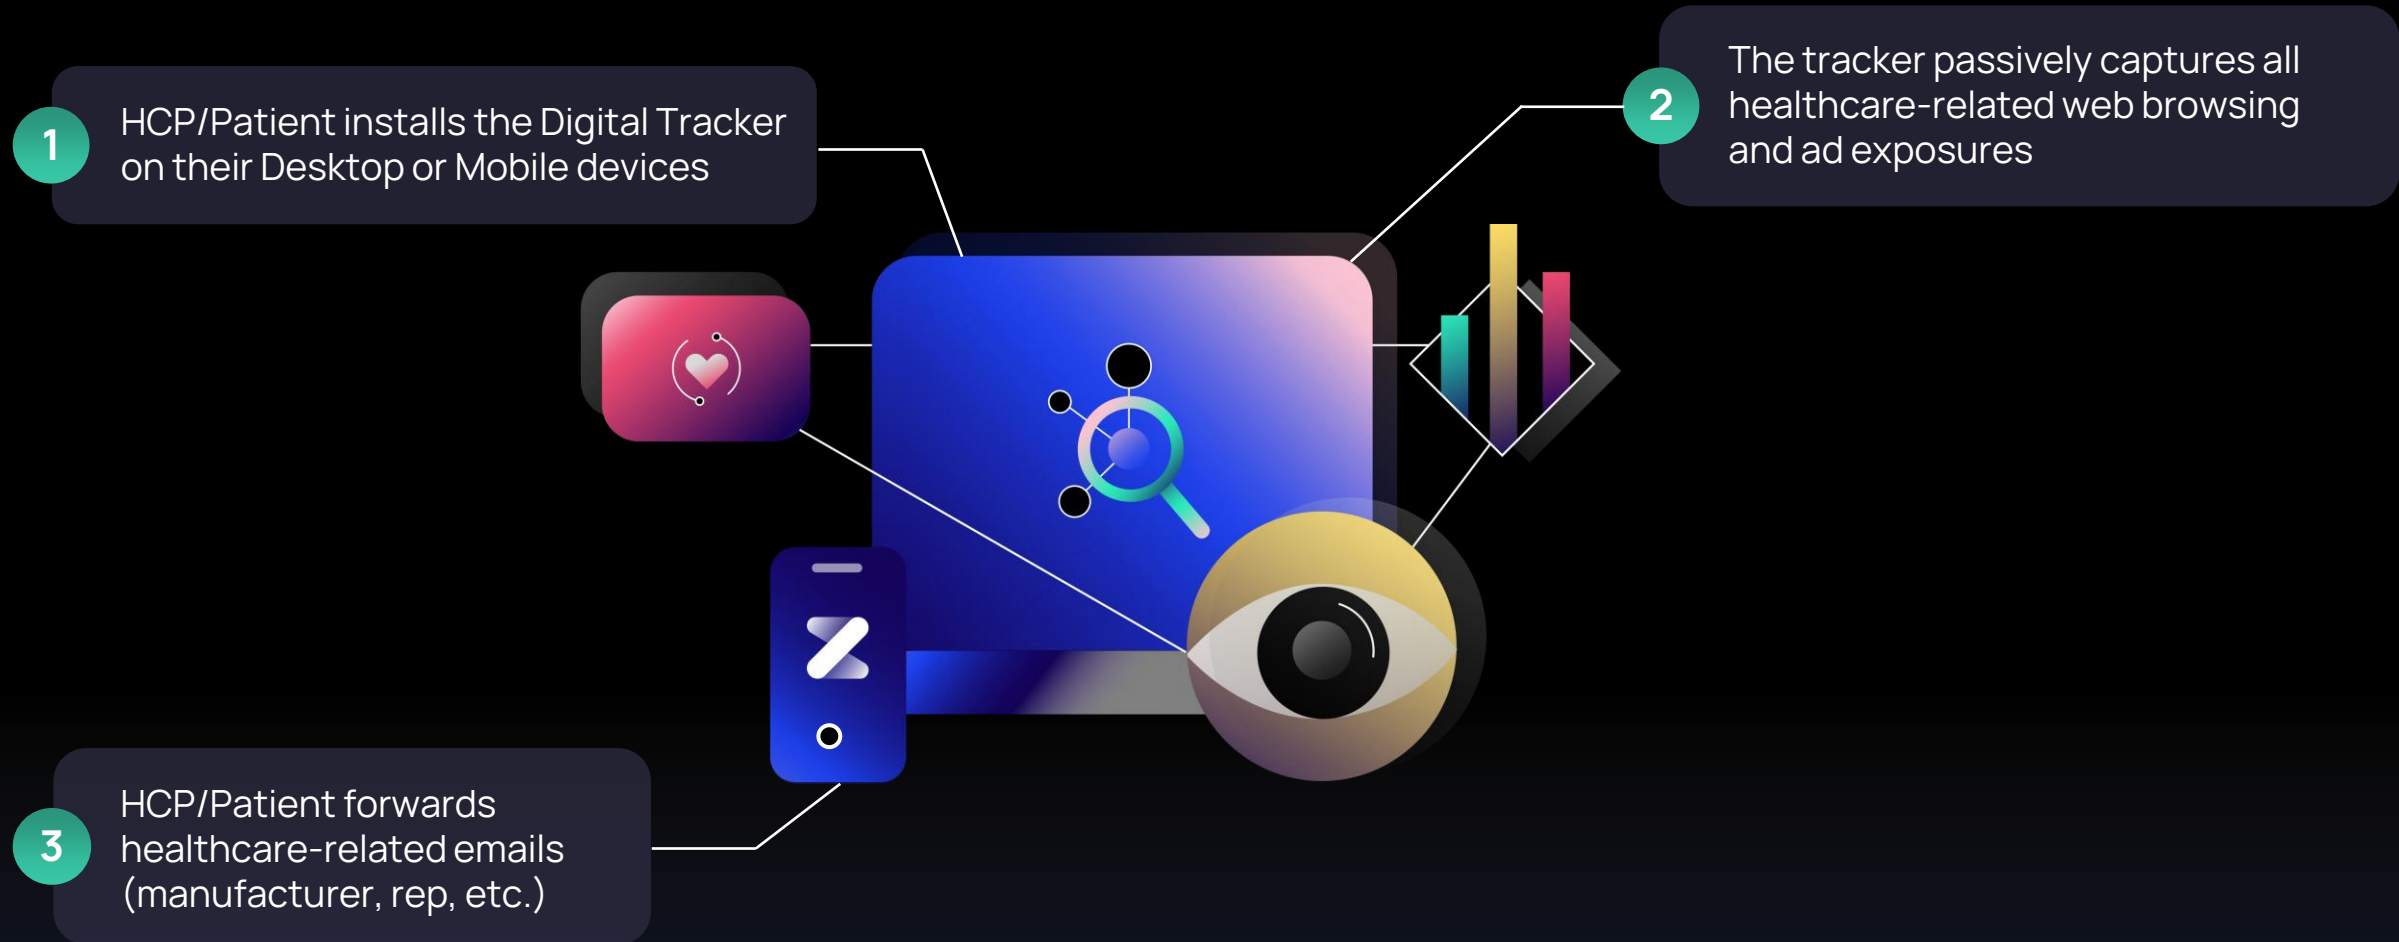 1
HCP/Patient installs the Digital Tracker
on their Desktop or Mobile devices
2
The tracker passively captures all
healthcare-related web browsing
and ad exposures
3
HCP/Patient forwards
healthcare-related emails
(manufacturer, rep, etc.)